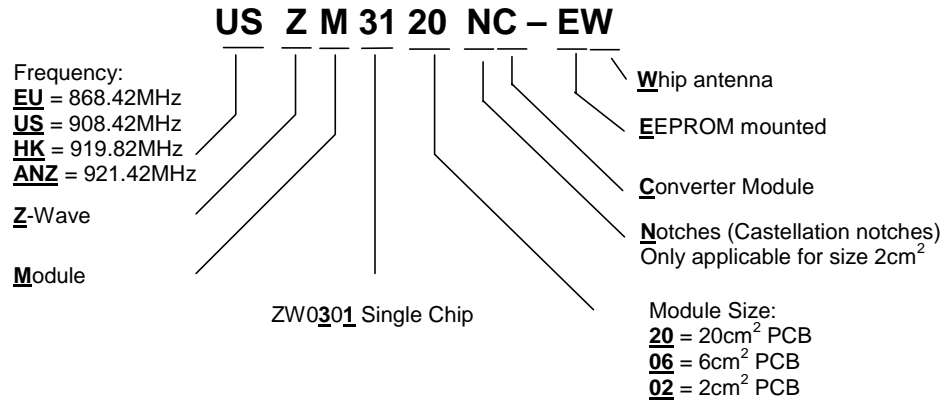 US Z M 31 20 NC – EW
Frequency:
EU = 868.42MHz
US = 908.42MHz
HK = 919.82MHz
ANZ = 921.42MHz
Z-Wave
Module
ZW0301 Single Chip
Whip antenna
EEPROM mounted
Converter Module
Notches (Castellation notches)
Only applicable for size 2cm²
Module Size:
20 = 20cm² PCB
06 = 6cm² PCB
02 = 2cm² PCB